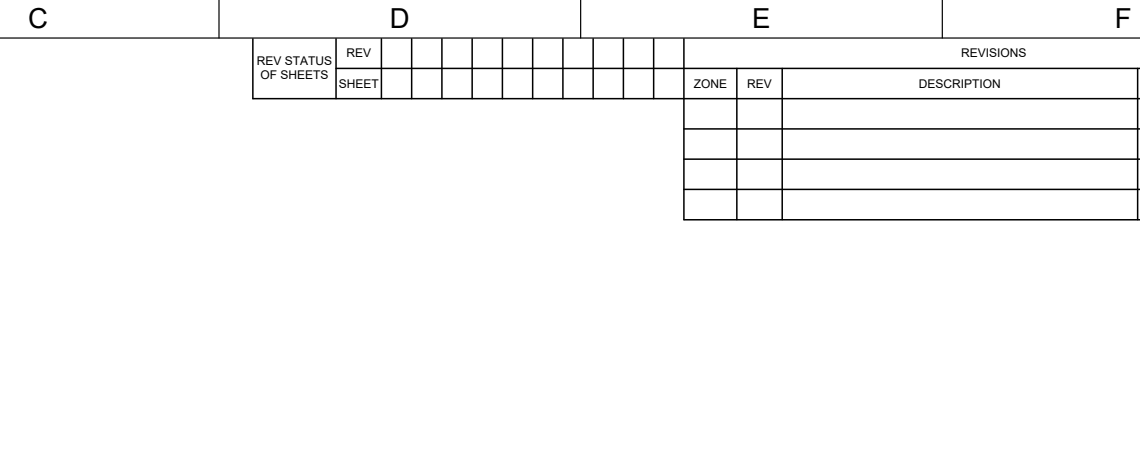 C D E F
REV STATUS OF SHEETS
REV
SHEET
REVISIONS
ZONE REV DESCRIPTION